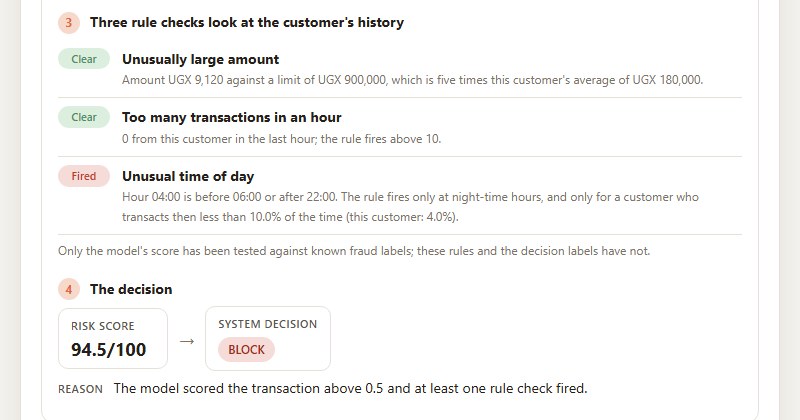 3 Three rule checks look at the customer's history
Clear Unusually large amount
Amount UGX 9,120 against a limit of UGX 900,000, which is five times this customer's average of UGX 180,000.
Clear Too many transactions in an hour
0 from this customer in the last hour; the rule fires above 10.
Fired Unusual time of day
Hour 04:00 is before 06:00 or after 22:00. The rule fires only at night-time hours, and only for a customer who
transacts then less than 10.0% of the time (this customer: 4.0%).
Only the model's score has been tested against known fraud labels; these rules and the decision labels have not.
4 The decision
RISK SCORE
94.5/100
→
SYSTEM DECISION
BLOCK
REASON The model scored the transaction above 0.5 and at least one rule check fired.